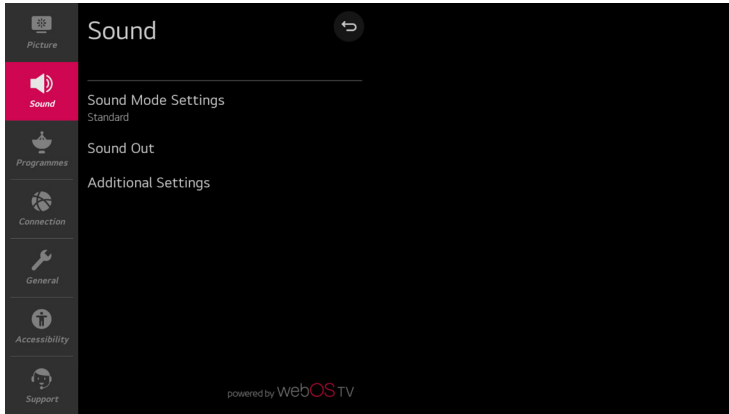 Picture
Sound
Programmes
Connection
General
Accessibility
Support
Sound
Sound Mode Settings
Standard
Sound Out
Additional Settings
powered by webOS TV